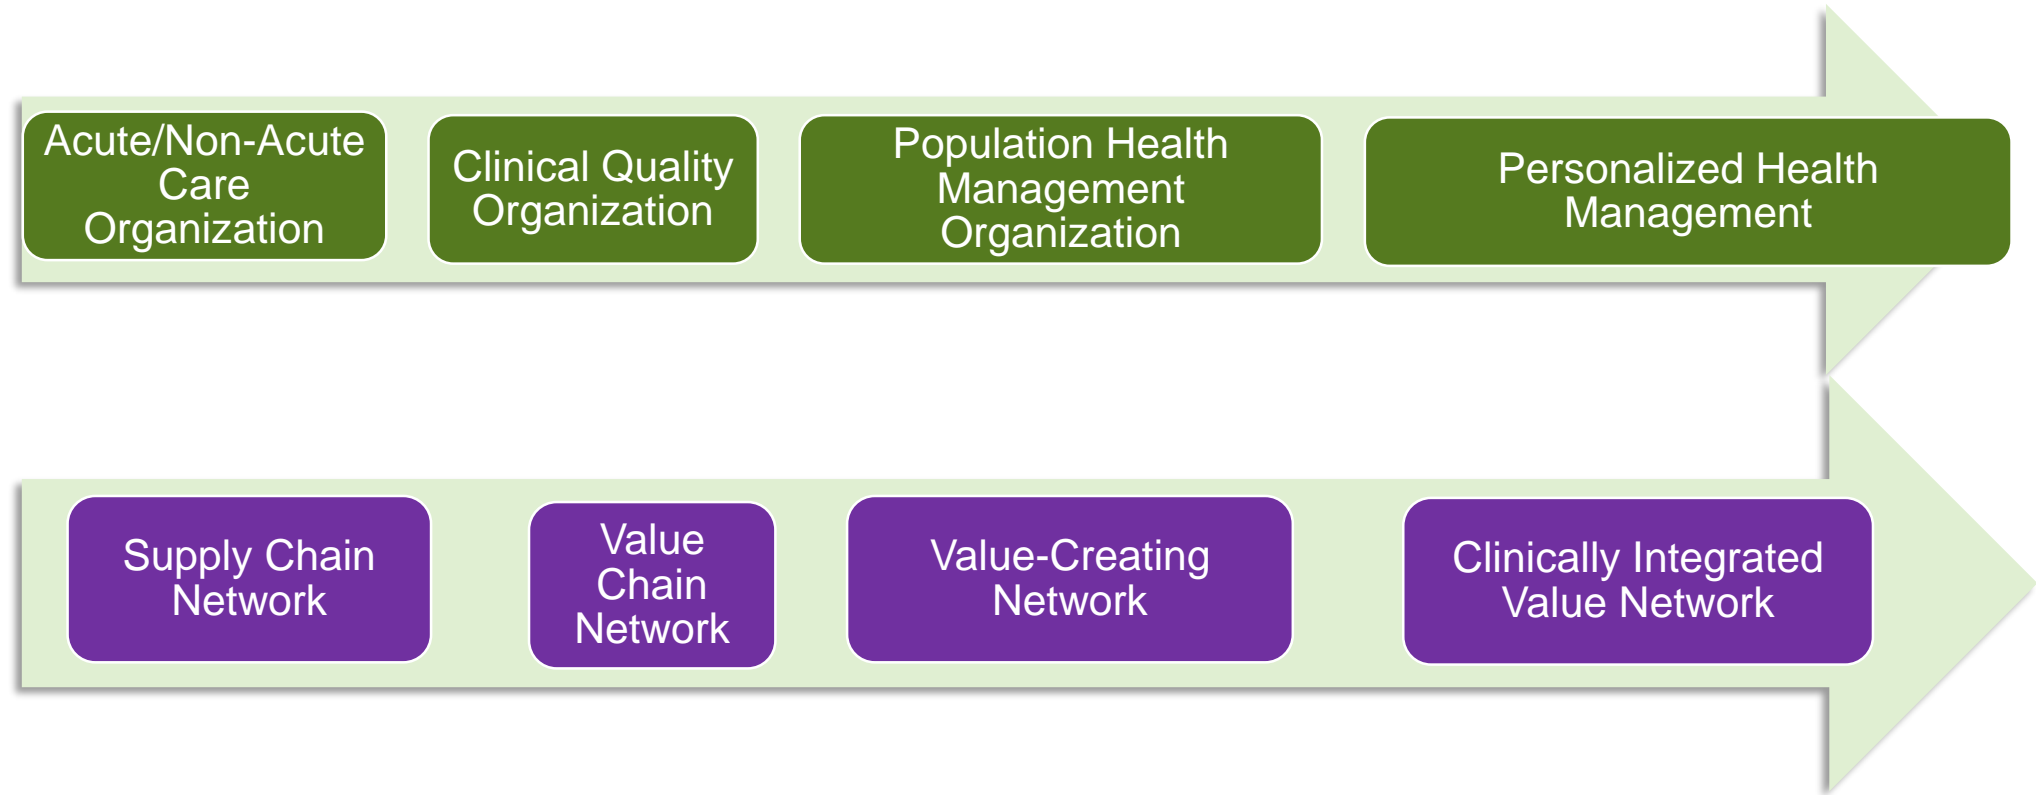 Acute/Non-Acute
Care
Organization
Clinical Quality
Organization
Population Health
Management
Organization
Personalized Health
Management
Supply Chain
Network
Value
Chain
Network
Value-Creating
Network
Clinically Integrated
Value Network